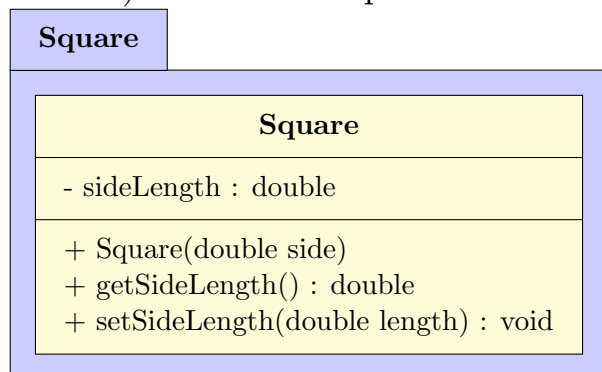 Square
Square
- sideLength : double
+ Square(double side)
+ getSideLength() : double
+ setSideLength(double length) : void